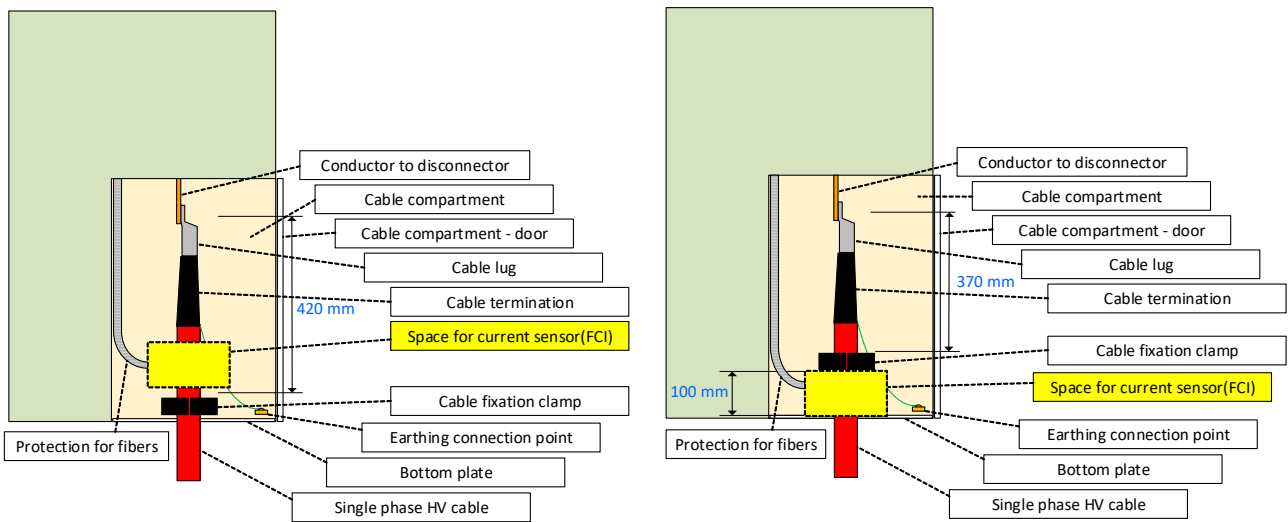 Conductor to disconnector
Cable compartment
Cable compartment - door
Cable lug
Cable termination
420 mm
Space for current sensor(FCI)
Cable fixation clamp
Earthing connection point
Protection for fibers
Bottom plate
Single phase HV cable
Conductor to disconnector
Cable compartment
Cable compartment - door
Cable lug
370 mm
Cable termination
Cable fixation clamp
100 mm
Space for current sensor(FCI)
Earthing connection point
Protection for fibers
Bottom plate
Single phase HV cable